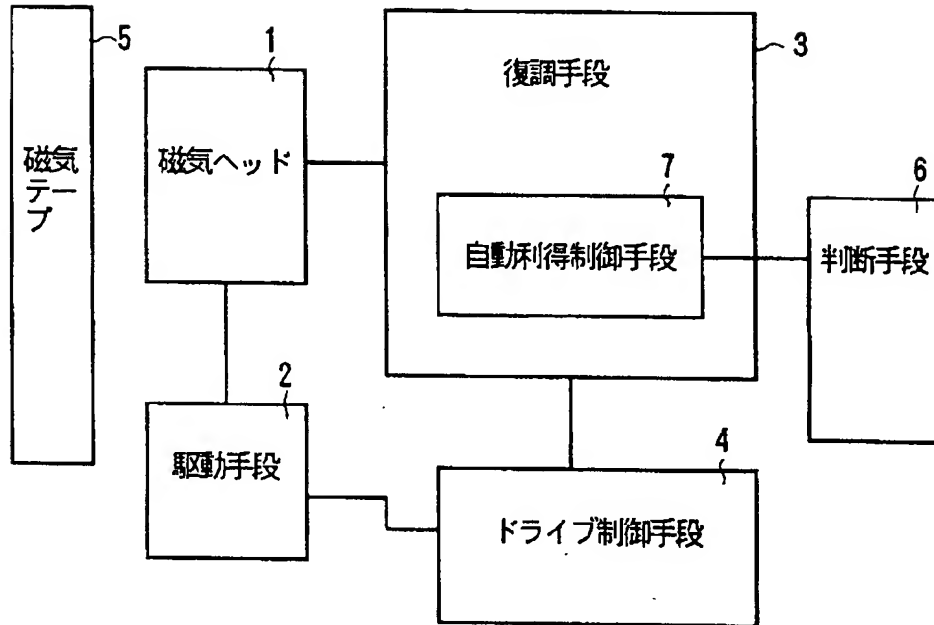 5
磁気
テー
プ
1
磁気ヘッド
3
復調手段
7
自動利得制御手段
6
判断手段
2
駆動手段
4
ドライブ制御手段